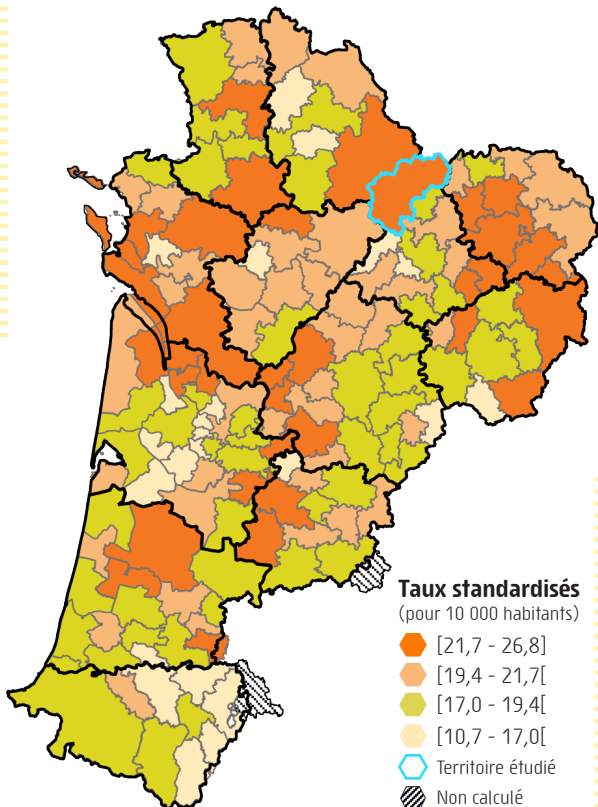 Taux standardisés
(pour 10 000 habitants)
[21,7 - 26,8]
[19,4 - 21,7[
[17,0 - 19,4[
[10,7 - 17,0[
Territoire étudié
Non calculé